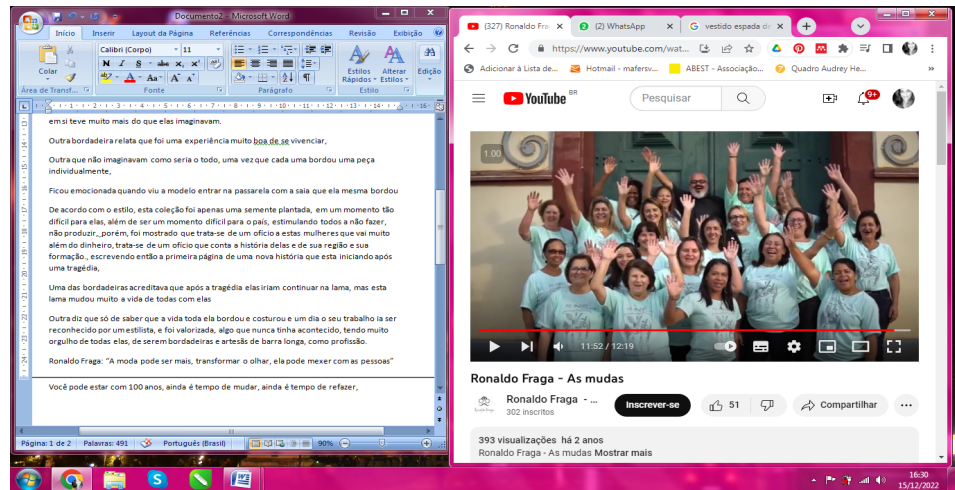 Documento2 - Microsoft Word
Início Inserir Layout da Página Referências Correspondências Revisão Exibição
Colar
Calibri (Corpo) 11
N I S abe x, x²
Aa A A
Estilos Rápidos
Alterar Estilos
Edição
Área de Transf... Fonte Parágrafo Estilo
em si teve muito mais do que elas imaginavam.
Outra bordadeira relata que foi uma experiência muito boa de se vivenciar,
Outra que não imaginavam como seria o todo, uma vez que cada uma bordou uma peça
individualmente,
Ficou emocionada quando viu a modelo entrar na passarela com a saia que ela mesma bordou
De acordo com o estilo, esta coleção foi apenas uma semente plantada, em um momento tão
difícil para elas, além de ser um momento difícil para o país, estimulando todos a não fazer,
não produzir, porém, foi mostrado que trata-se de um ofício a estas mulheres que vai muito
além do dinheiro, trata-se de um ofício que conta a história delas e de sua região e sua
formação., escrevendo então a primeira página de uma nova história que esta iniciando após
uma tragédia,
Uma das bordadeiras acreditava que após a tragédia elas iriam continuar na lama, mas esta
lama mudou muito a vida de todas com elas
Outra diz que só de saber que a vida toda ela bordou e costurou e um dia o seu trabalho ia ser
reconhecido por um estilista, e foi valorizada, algo que nunca tinha acontecido, tendo muito
orgulho de todas elas, de serem bordadeiras e artesãs de barra longa, como profissão.
Ronaldo Fraga: “A moda pode ser mais, transformar o olhar, ela pode mexer com as pessoas”
Você pode estar com 100 anos, ainda é tempo de mudar, ainda é tempo de refazer,
Página: 1 de 2 Palavras: 491 Português (Brasil) 90%
(327) Ronaldo Fra (2) WhatsApp vestido espada de
https://www.youtube.com/wat...
Adicionar à Lista de... Hotmail - mafersv... ABEST - Associação... Quadro Audrey He... »
YouTube BR
Pesquisar
9+
1.00
11:52 / 12:19
Ronaldo Fraga - As mudas
Ronaldo Fraga - ...
302 inscritos
Inscrever-se
51
Compartilhar
393 visualizações há 2 anos
Ronaldo Fraga - As mudas Mostrar mais
16:30
15/12/2022